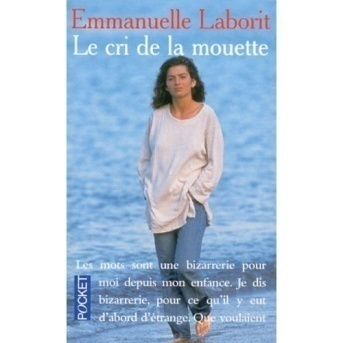 Emmanuelle Laborit
Le cri de la mouette
Les mots sont une bizarrerie pour
moi depuis mon enfance. Je dis
bizarrerie, pour ce qu'il y eut
d'abord d'étrange. Que voulaient
POCKET